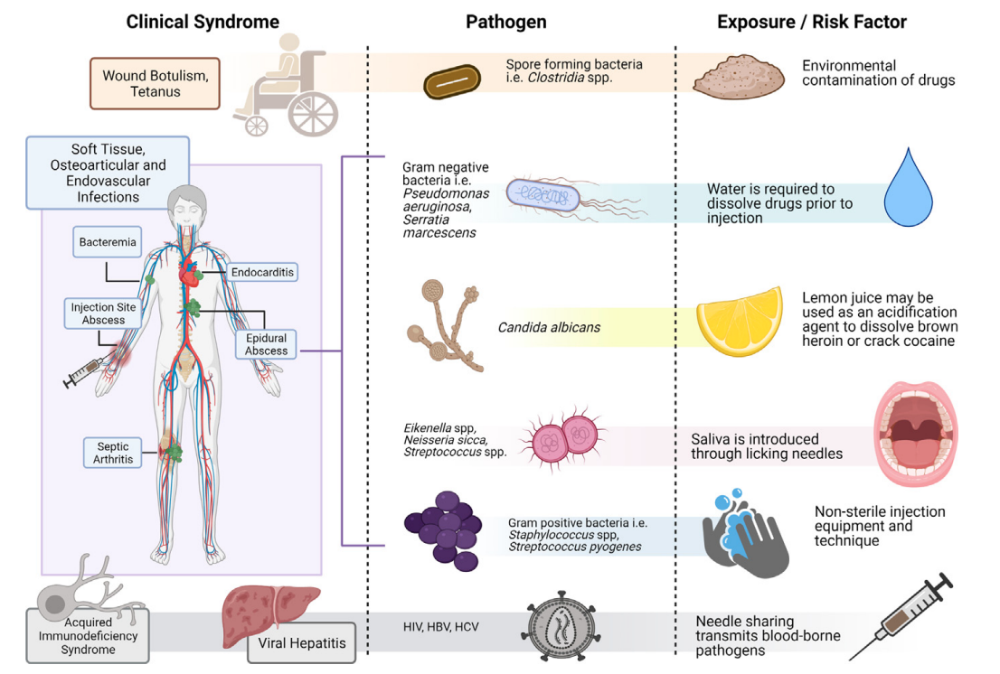 Clinical Syndrome
Pathogen
Exposure / Risk Factor
Wound Botulism,
Tetanus
Spore forming bacteria
i.e. Clostridia spp.
Environmental
contamination of drugs
Soft Tissue,
Osteoarticular and
Endovascular
Infections
Bacteremia
Endocarditis
Injection Site
Abscess
Epidural
Abscess
Septic
Arthritis
Gram negative
bacteria i.e.
Pseudomonas
aeruginosa,
Serratia
marcescens
Water is required to
dissolve drugs prior to
injection
Candida albicans
Lemon juice may be
used as an acidification
agent to dissolve brown
heroin or crack cocaine
Eikenella spp,
Neisseria sicca,
Streptococcus spp.
Saliva is introduced
through licking needles
Gram positive bacteria i.e.
Staphylococcus spp,
Streptococcus pyogenes
Non-sterile injection
equipment and
technique
Acquired
Immunodeficiency
Syndrome
Viral Hepatitis
HIV, HBV, HCV
Needle sharing
transmits blood-borne
pathogens